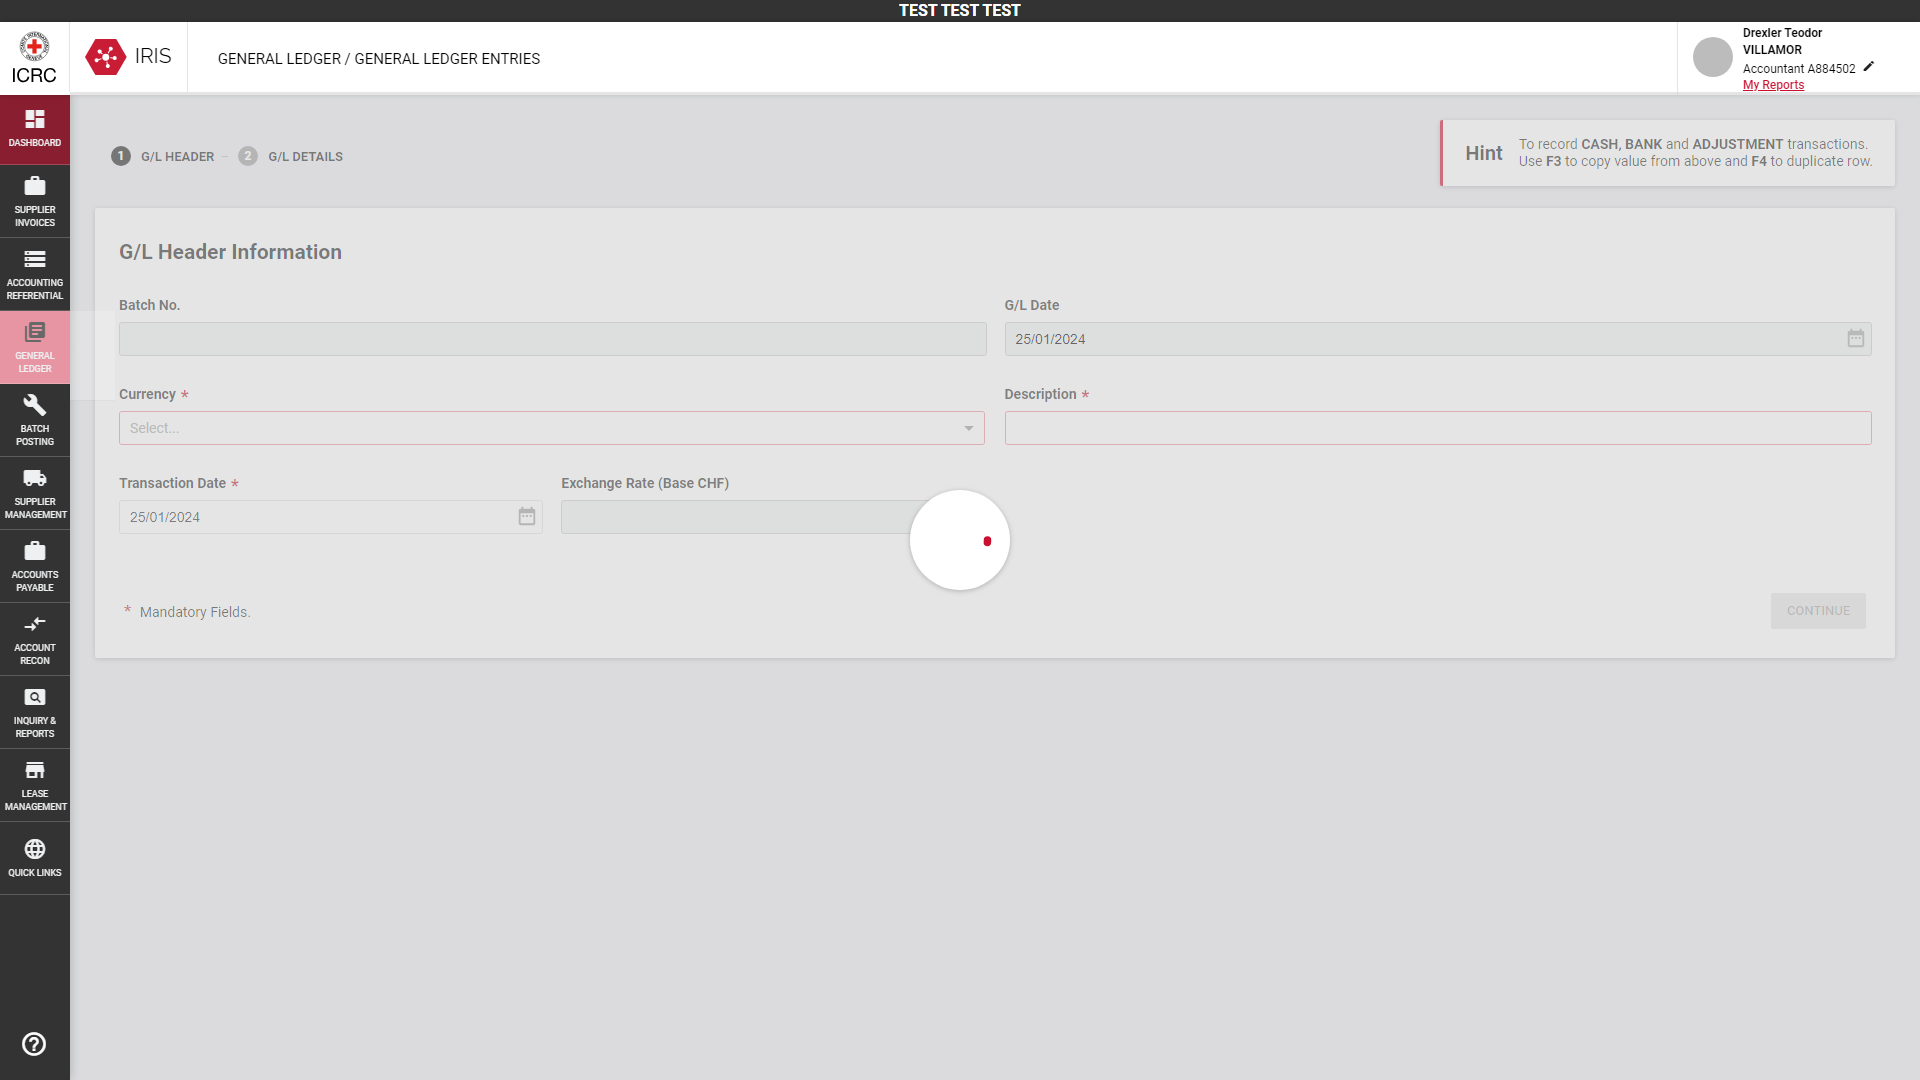 TEST TEST TEST
ICRC
IRIS
GENERAL LEDGER / GENERAL LEDGER ENTRIES
Drexler Teodor
VILLAMOR
Accountant A884502
My Reports
DASHBOARD
SUPPLIER
INVOICES
ACCOUNTING
REFERENTIAL
GENERAL
LEDGER
BATCH
POSTING
SUPPLIER
MANAGEMENT
ACCOUNTS
PAYABLE
ACCOUNT
RECON
INQUIRY &
REPORTS
LEASE
MANAGEMENT
QUICK LINKS
1 G/L HEADER - 2 G/L DETAILS
Hint
To record CASH, BANK and ADJUSTMENT transactions.
Use F3 to copy value from above and F4 to duplicate row.
G/L Header Information
Batch No.
G/L Date
25/01/2024
Currency *
Select...
Description *
Transaction Date *
25/01/2024
Exchange Rate (Base CHF)
* Mandatory Fields.
CONTINUE